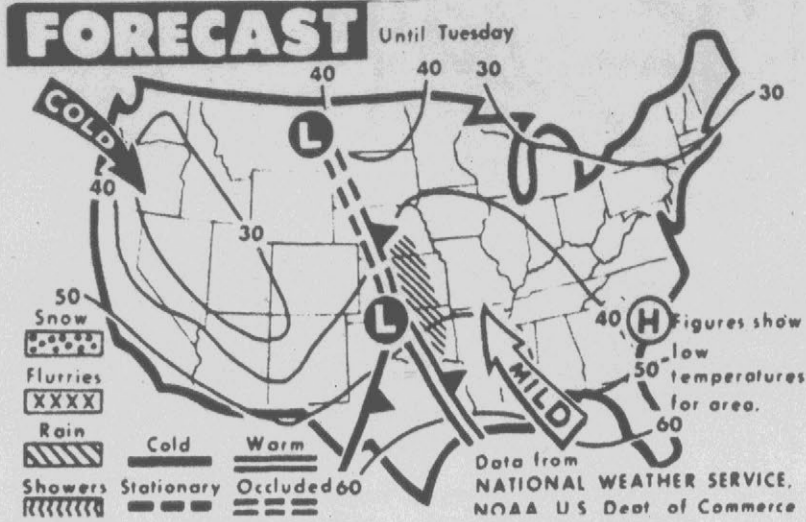 FORECAST
Until Tuesday
40
40
30
30
COLD
L
40
30
50
L
40
H
Snow
Figures show
low
50
temperatures
for area.
Flurries
XXXX
MILD
60
Rain
Cold
Warm
Data from
Showers
Stationary
Occluded
60
NATIONAL WEATHER SERVICE,
NOAA U S Dept of Commerce